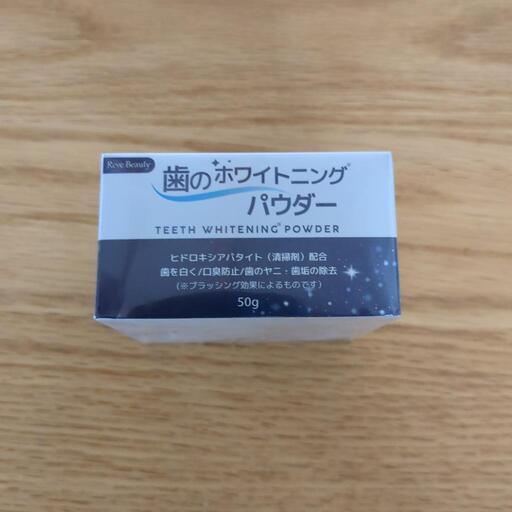 Reve Beauty
歯のホワイトニング※
パウダー
TEETH WHITENING※ POWDER
ヒドロキシアパタイト（清掃剤）配合
歯を白く/口臭防止/歯のヤニ・歯垢の除去
（※ブラッシング効果によるものです）
50g